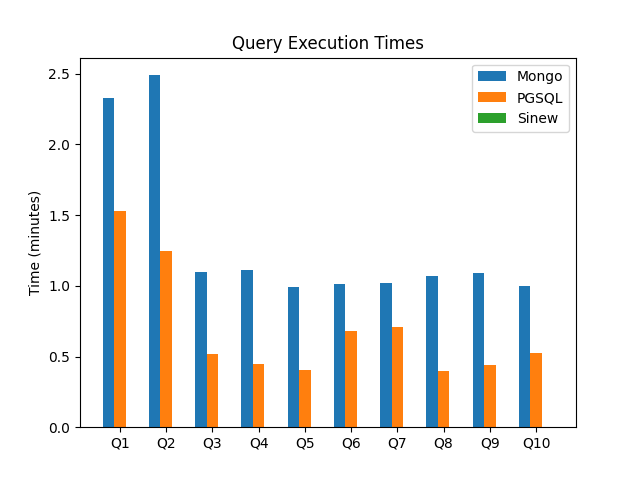 Query Execution Times
Mongo
PGSQL
Sinew
Time (minutes)
2.5
2.0
1.5
1.0
0.5
0.0
Q1 Q2 Q3 Q4 Q5 Q6 Q7 Q8 Q9 Q10